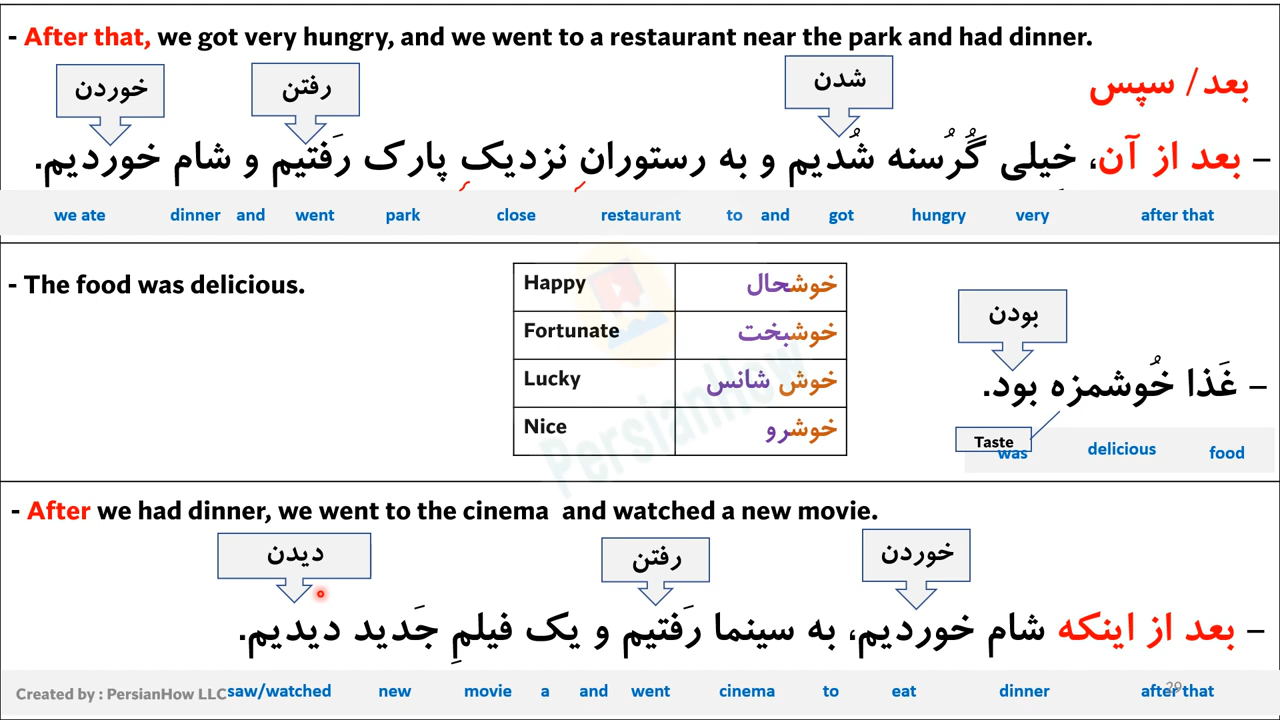 - After that, we got very hungry, and we went to a restaurant near the park and had dinner.
بعد / سپس
شدن
رفتن
خوردن
– بعد از آن، خیلی گُرُسنه شُدیم و به رستورانِ نزدیکِ پارک رَفتیم و شام خوردیم.
we ate dinner and went park close restaurant to and got hungry very after that
- The food was delicious.
Happy خوشحال
Fortunate خوشبخت
Lucky خوش شانس
Nice خوشرو
بودن
– غَذا خُوشمزه بود.
Taste
was delicious food
PersianHow
- After we had dinner, we went to the cinema and watched a new movie.
خوردن
رفتن
دیدن
– بعد از اینکه شام خوردیم، به سینما رَفتیم و یک فیلمِ جَدید دیدیم.
saw/watched new movie a and went cinema to eat dinner after that
Created by : PersianHow LLC
29